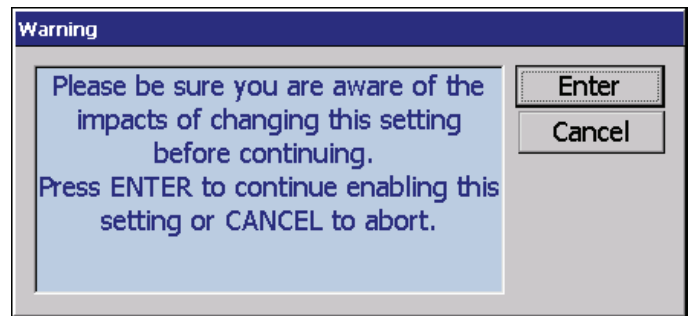 Warning
Please be sure you are aware of the
impacts of changing this setting
before continuing.
Press ENTER to continue enabling this
setting or CANCEL to abort.
Enter
Cancel